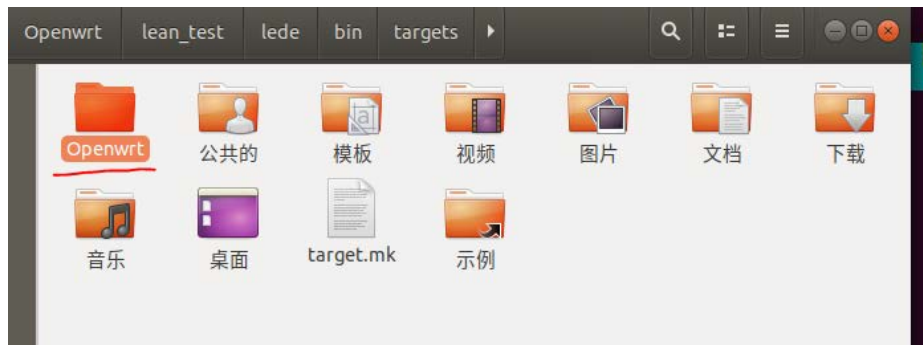 Openwrt lean_test lede bin targets
Openwrt 公共的 模板 视频 图片 文档 下载
音乐 桌面 target.mk 示例